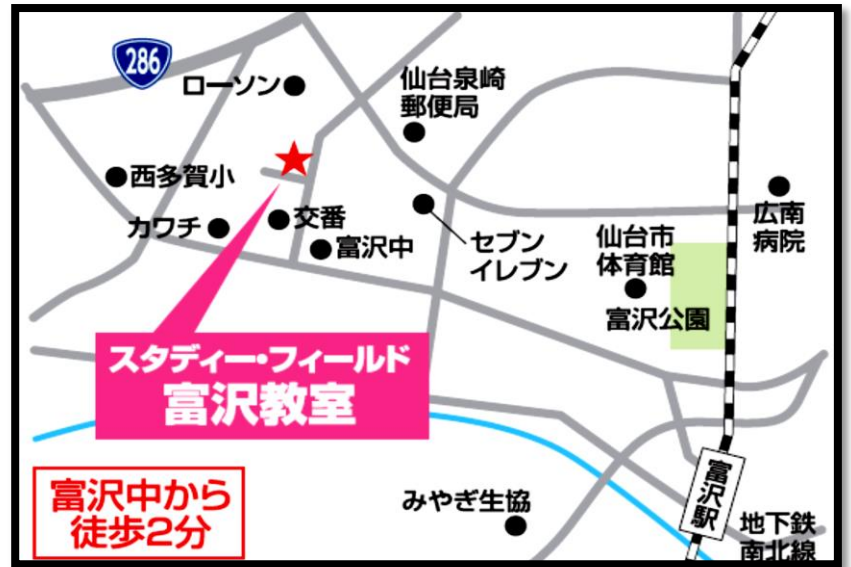 286
ローソン
仙台泉崎
郵便局
西多賀小
カワチ
交番
富沢中
セブン
イレブン
仙台市
体育館
富沢公園
広南
病院
スタディー・フィールド
富沢教室
富沢中から
徒歩2分
みやぎ生協
富沢駅
地下鉄
南北線